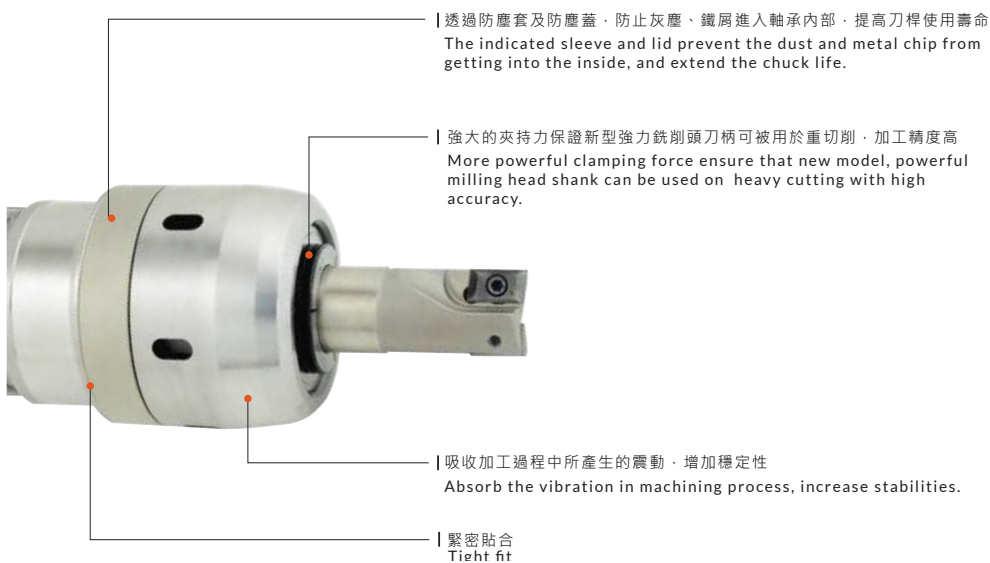 透過防塵套及防塵蓋，防止灰塵、鐵屑進入軸承內部，提高刀桿使用壽命
The indicated sleeve and lid prevent the dust and metal chip from
getting into the inside, and extend the chuck life.
強大的夾持力保證新型強力銑削頭刀柄可被用於重切削，加工精度高
More powerful clamping force ensure that new model, powerful
milling head shank can be used on heavy cutting with high
accuracy.
吸收加工過程中所產生的震動，增加穩定性
Absorb the vibration in machining process, increase stabilities.
緊密貼合
Tight fit